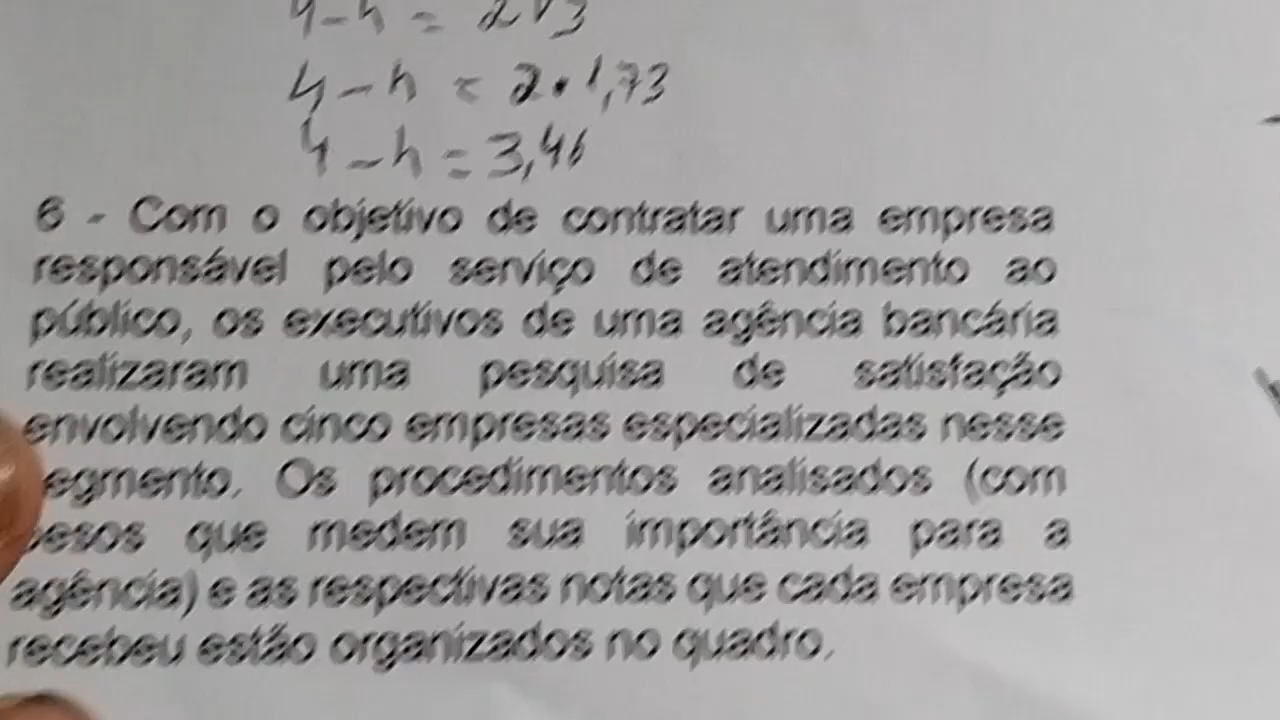 4-h = 2√3
4-h = 2.1,73
4-h = 3,46
6 - Com o objetivo de contratar uma empresa
responsável pelo serviço de atendimento ao
público, os executivos de uma agência bancária
realizaram uma pesquisa de satisfação
envolvendo cinco empresas especializadas nesse
egmento. Os procedimentos analisados (com
esos que medem sua importância para a
agência) e as respectivas notas que cada empresa
recebeu estão organizados no quadro.